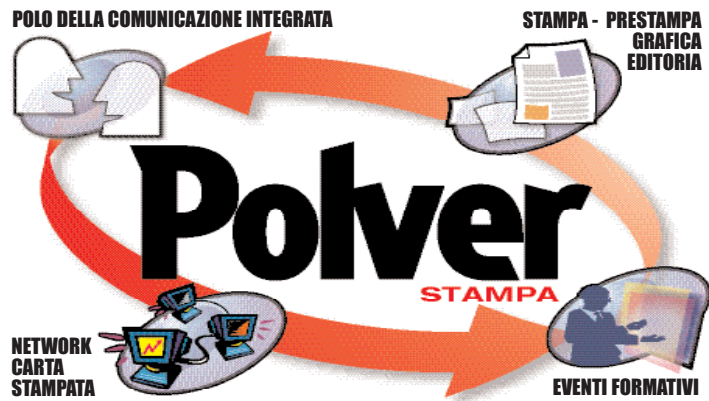 POLO DELLA COMUNICAZIONE INTEGRATA
STAMPA - PRESTAMPA
GRAFICA
EDITORIA
Polver
STAMPA
NETWORK
CARTA
STAMPATA
EVENTI FORMATIVI